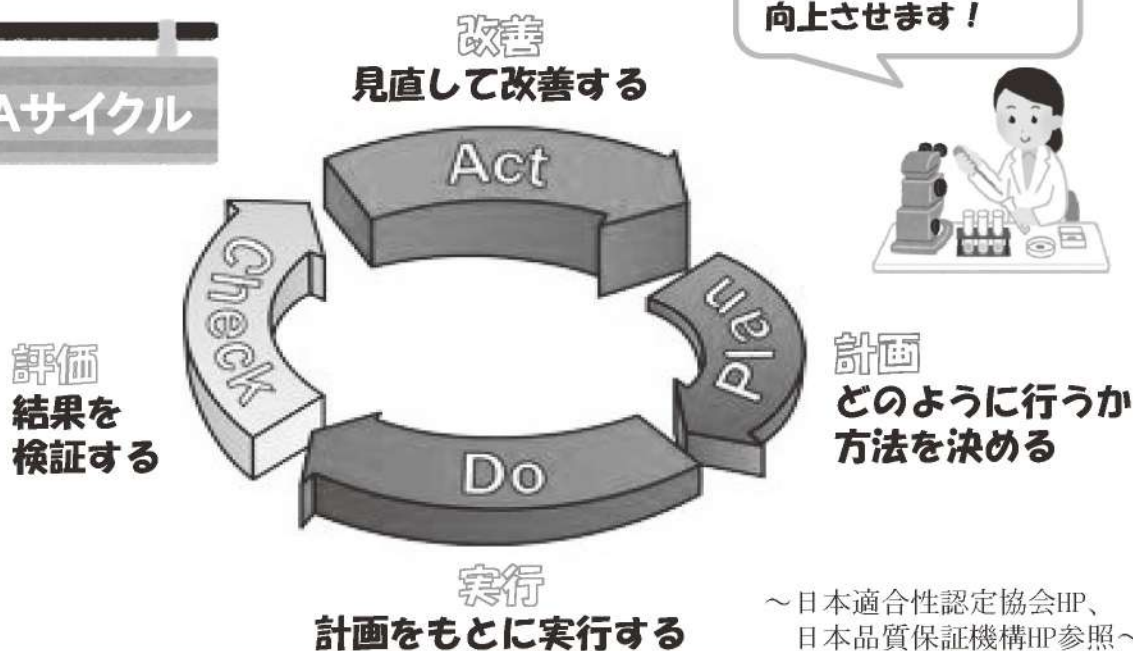 向上させます！
Aサイクル
改善
見直して改善する
Act
Check
Plan
Do
評価
結果を
検証する
計画
どのように行うか
方法を決める
実行
計画をもとに実行する
～日本適合性認定協会HP、
日本品質保証機構HP参照～